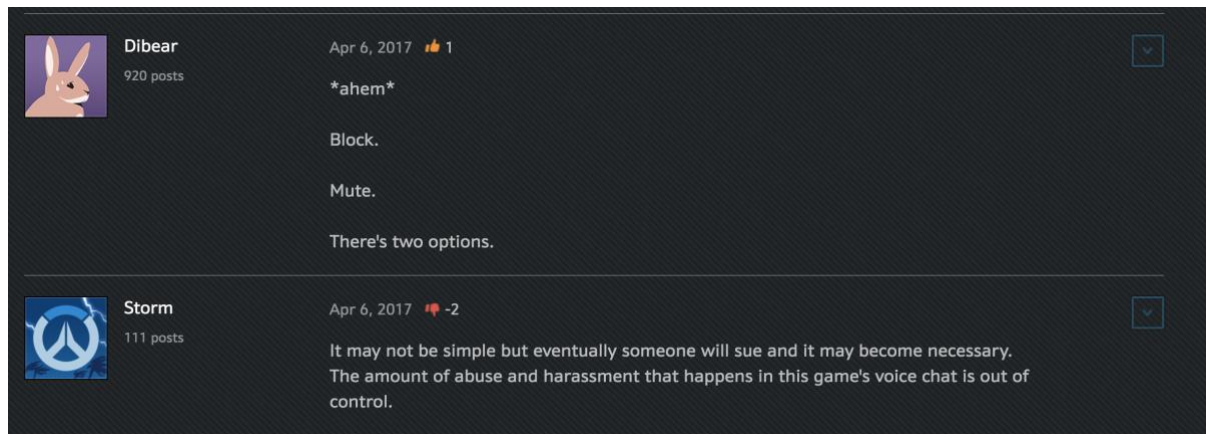 Dibear
920 posts
Apr 6, 2017 1
*ahem*
Block.
Mute.
There's two options.
Storm
111 posts
Apr 6, 2017 -2
It may not be simple but eventually someone will sue and it may become necessary.
The amount of abuse and harassment that happens in this game's voice chat is out of
control.